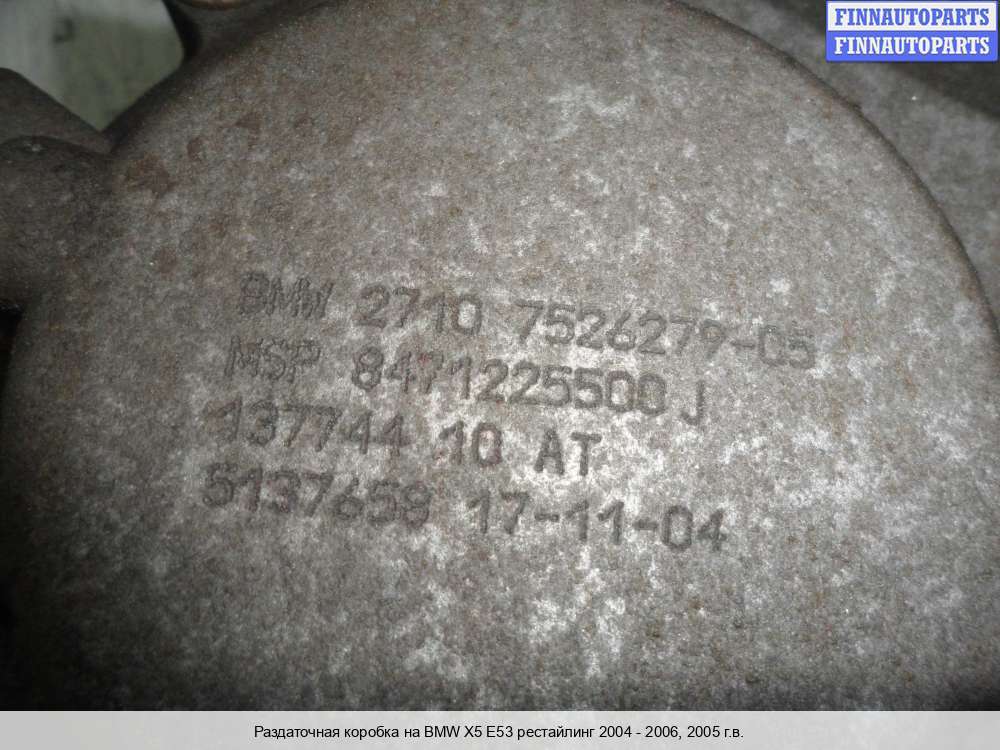 FINNAUTOPARTS
FINNAUTOPARTS
BMW 2710 7526279-05
MSP 8471225500 J
137744 10 AT
5137658 17-11-04
Раздаточная коробка на BMW X5 E53 рестайлинг 2004 - 2006, 2005 г.в.